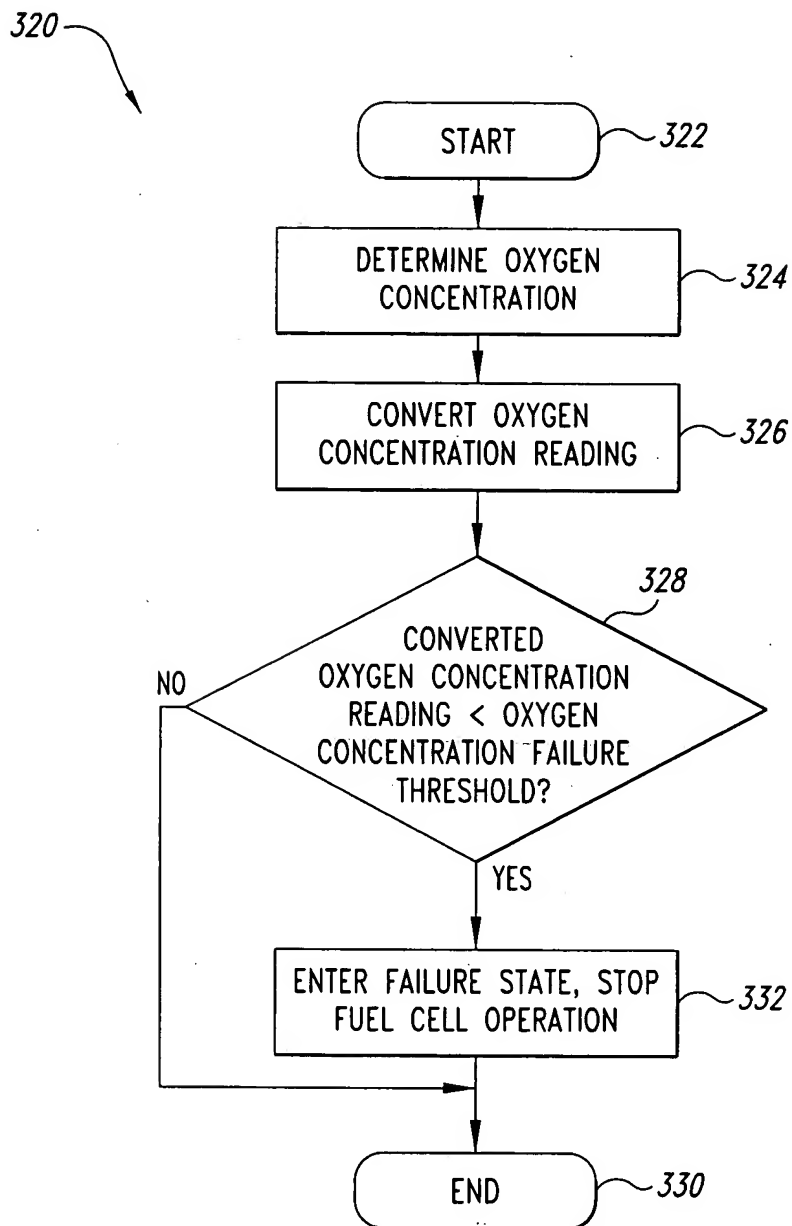 320
START
322
DETERMINE OXYGEN
CONCENTRATION
324
CONVERT OXYGEN
CONCENTRATION READING
326
328
CONVERTED
OXYGEN CONCENTRATION
READING < OXYGEN
CONCENTRATION FAILURE
THRESHOLD?
NO
YES
ENTER FAILURE STATE, STOP
FUEL CELL OPERATION
332
END
330